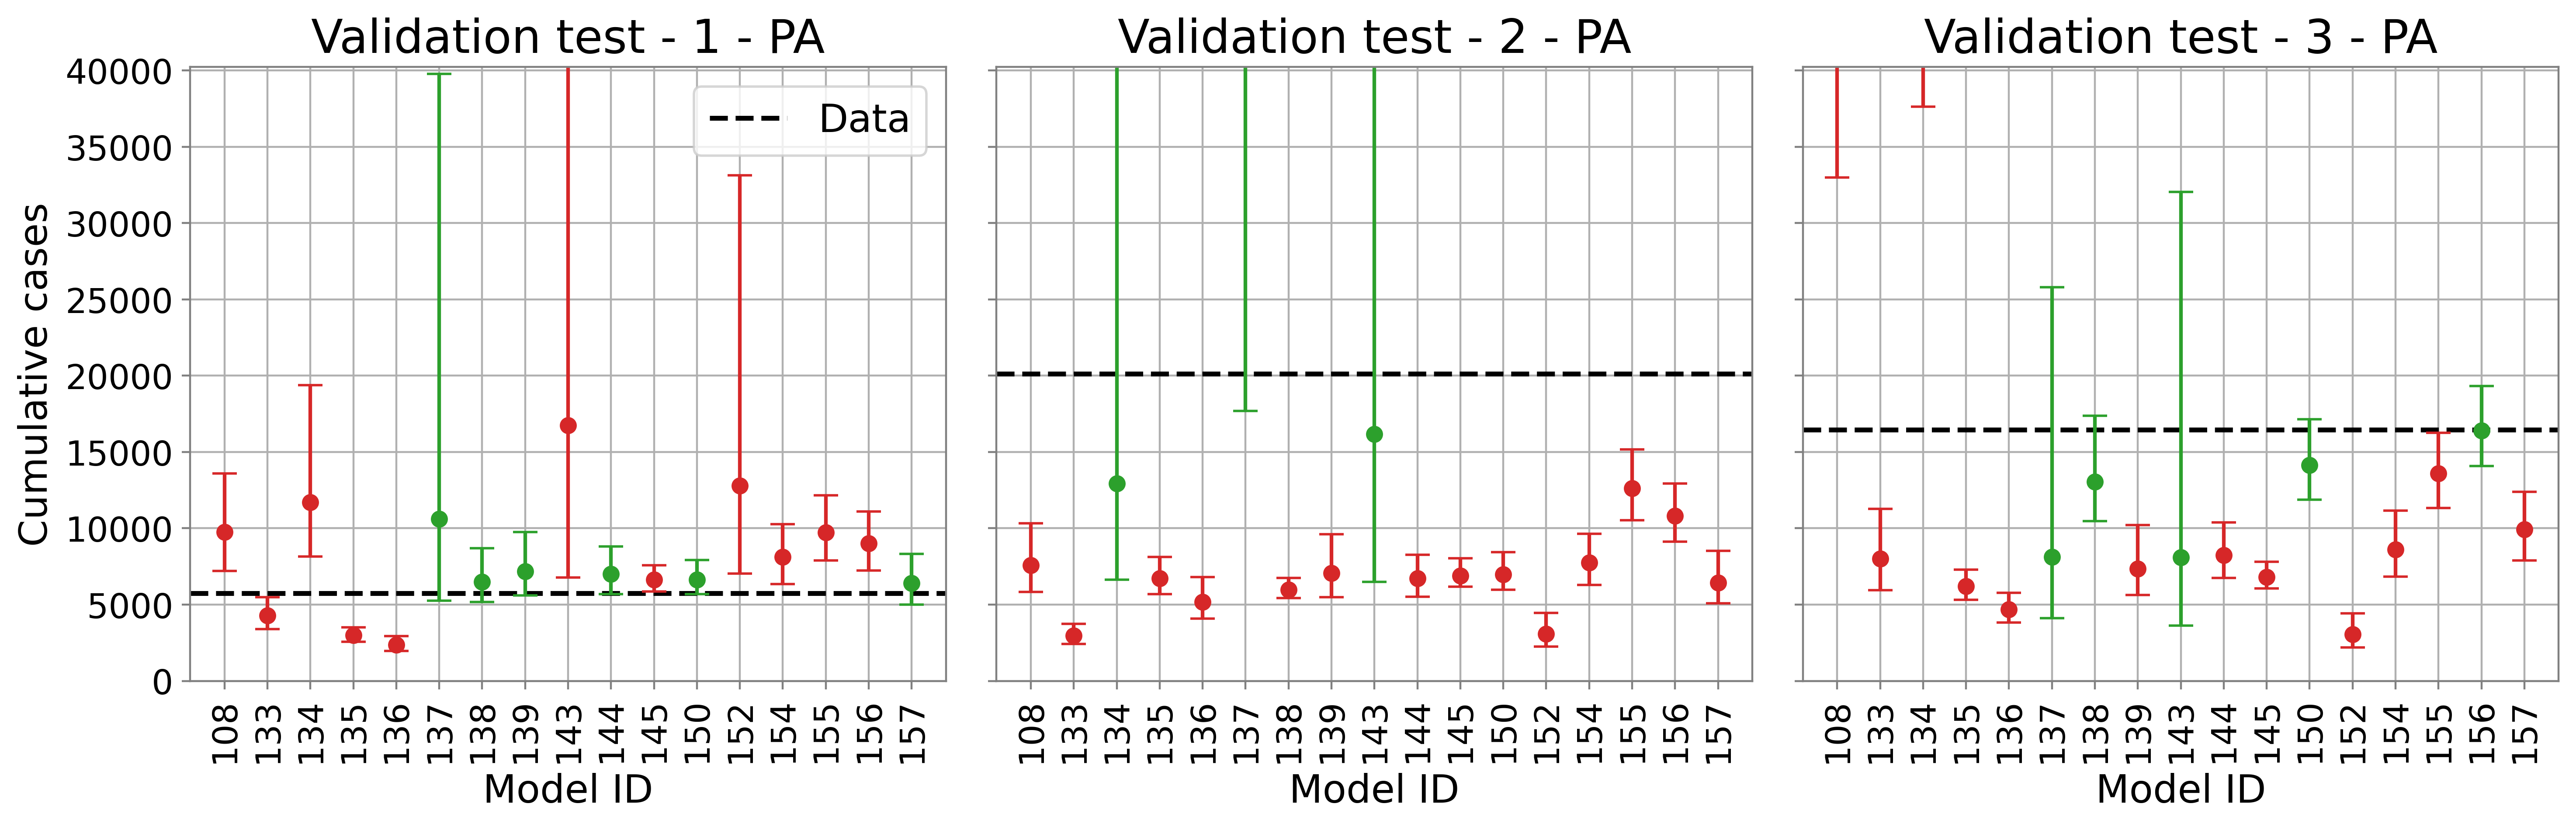 Validation test - 1 - PA
Validation test - 2 - PA
Validation test - 3 - PA
Cumulative cases
40000
35000
30000
25000
20000
15000
10000
5000
0
Data
108 133 134 135 136 137 138 139 143 144 145 150 152 154 155 156 157
108 133 134 135 136 137 138 139 143 144 145 150 152 154 155 156 157
108 133 134 135 136 137 138 139 143 144 145 150 152 154 155 156 157
Model ID
Model ID
Model ID